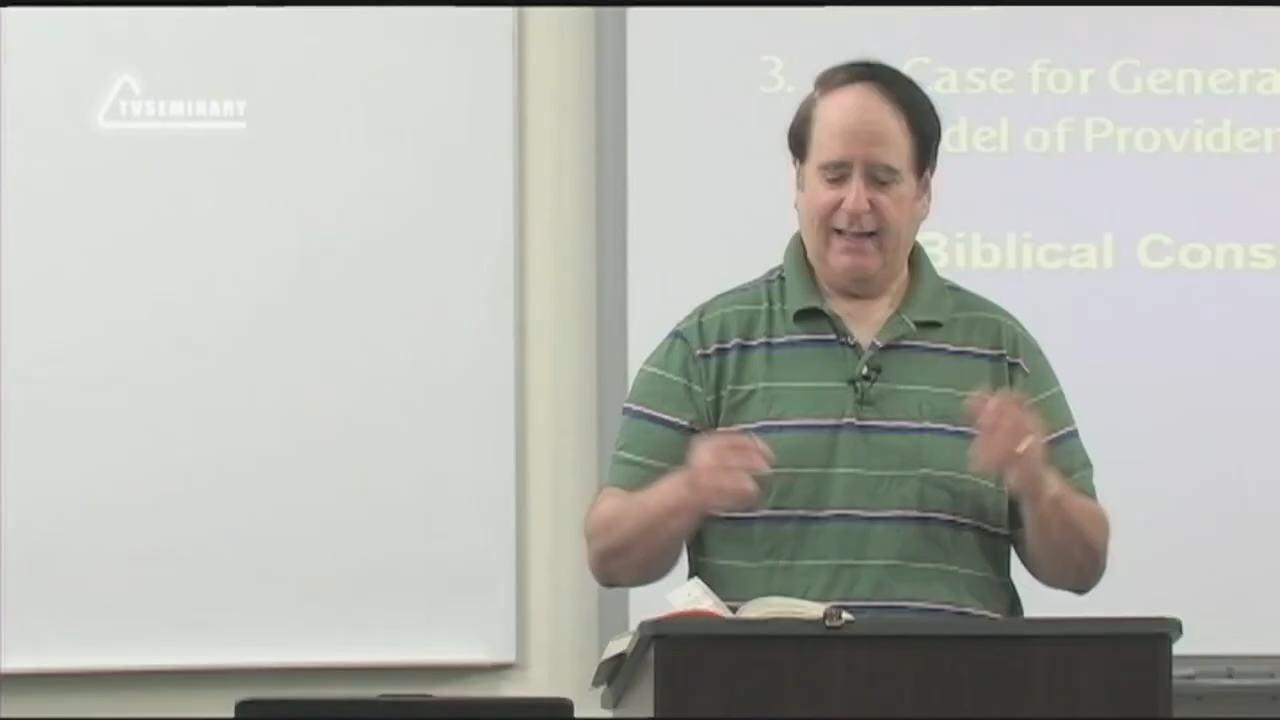 TVSEMINARY
3. Case for Genera
del of Providen
Biblical Cons